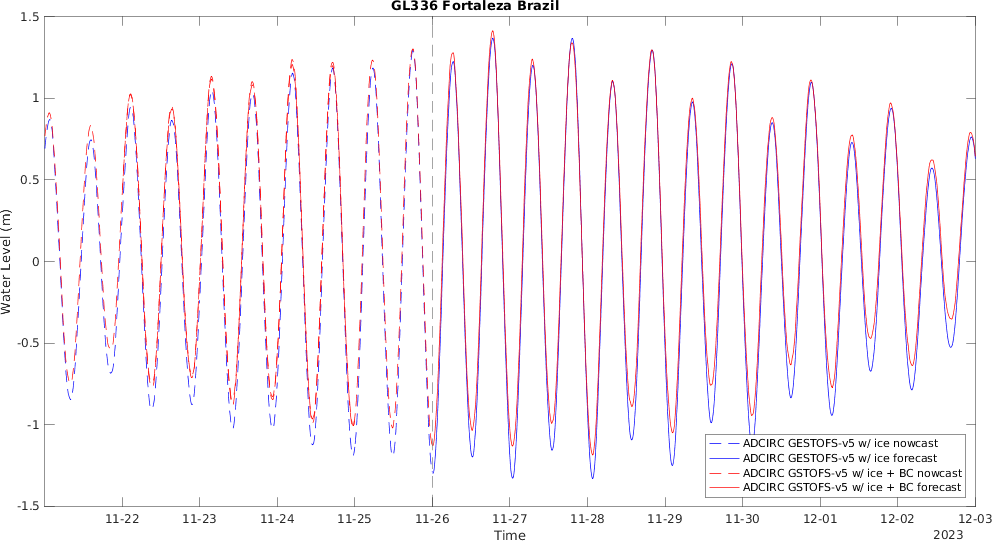 GL336 Fortaleza Brazil
1.5
1
0.5
0
-0.5
-1
-1.5
Water Level (m)
ADCIRC GESTOFS-v5 w/ ice nowcast
ADCIRC GESTOFS-v5 w/ ice forecast
ADCIRC GSTOFS-v5 w/ ice + BC nowcast
ADCIRC GSTOFS-v5 w/ ice + BC forecast
11-22 11-23 11-24 11-25 11-26 11-27 11-28 11-29 11-30 12-01 12-02 12-03
Time
2023